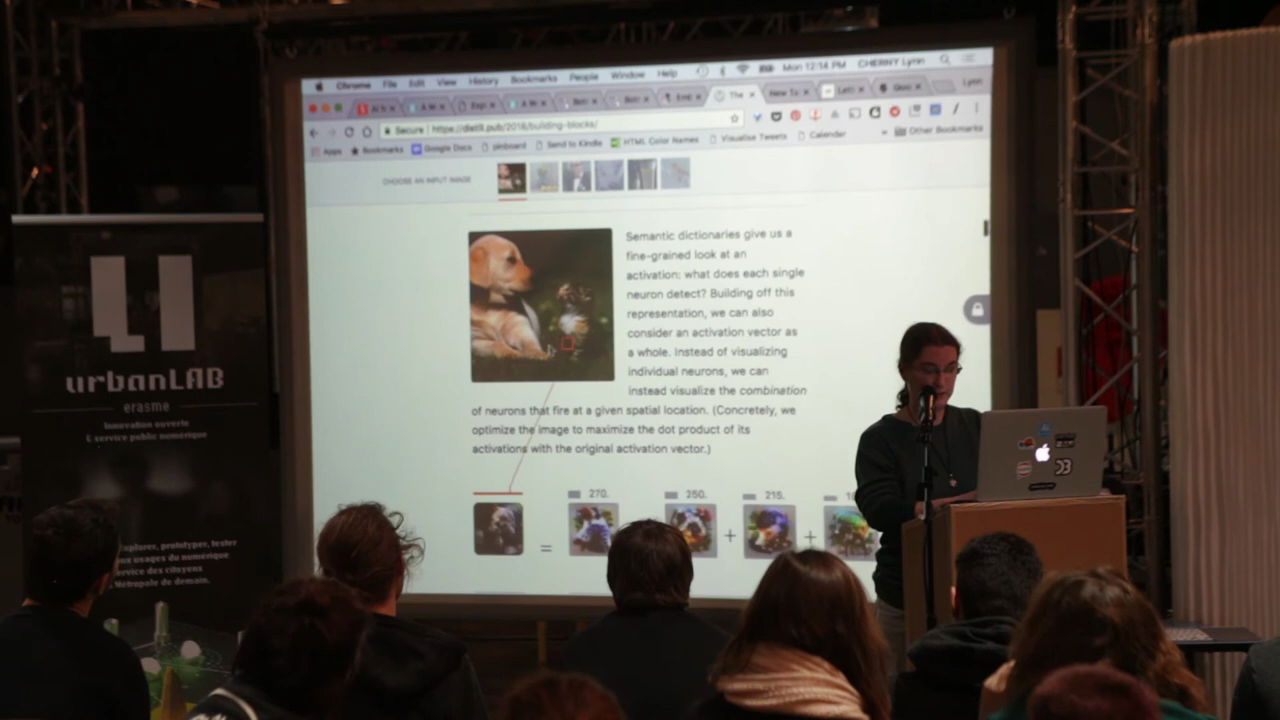 Chrome File Edit View History Bookmarks People Window Help Mon 12:14 PM CHERNY Lynn
The New Ta Lynn
Secure | https://distill.pub/2018/building-blocks/
Apps Bookmarks Google Docs pinboard Send to Kindle HTML Color Names Visualise Tweets Calendar » Other Bookmarks
CHOOSE AN INPUT IMAGE
Semantic dictionaries give us a
fine-grained look at an
activation: what does each single
neuron detect? Building off this
representation, we can also
consider an activation vector as
a whole. Instead of visualizing
individual neurons, we can
instead visualize the combination
of neurons that fire at a given spatial location. (Concretely, we
optimize the image to maximize the dot product of its
activations with the original activation vector.)
270. 250. 215. 18
= + +
urbanLAB
erasme
Innovation ouverte
& service public numérique
explorer, prototyper, tester
usages du numérique
service des citoyens
Métropole de demain.